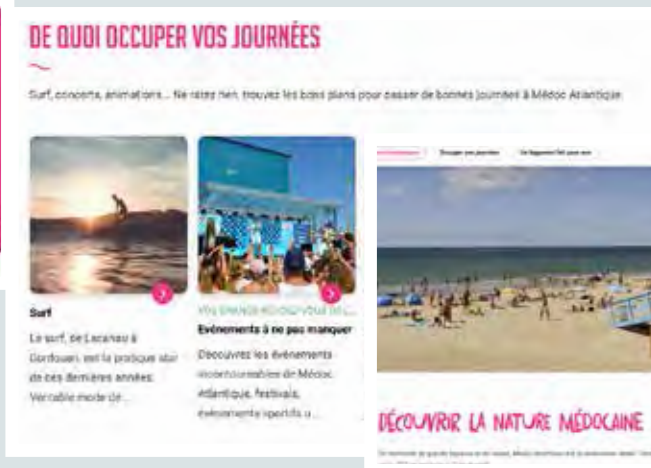 DE QUOI OCCUPER VOS JOURNÉES
Surf, concerts, animations... Ne ratez rien, trouvez les bons plans pour passer de bonnes journées à Médoc Atlantique.
Surf
Le surf, de Lacanau à
Cordouan, est la pratique star
de ces dernières années.
Véritable mode de ...
Evénements à ne pas manquer
Découvrez les événements
incontournables de Médoc
Atlantique, festivals,
événements sportifs ou ...
DÉCOUVRIR LA NATURE MÉDOCAINE